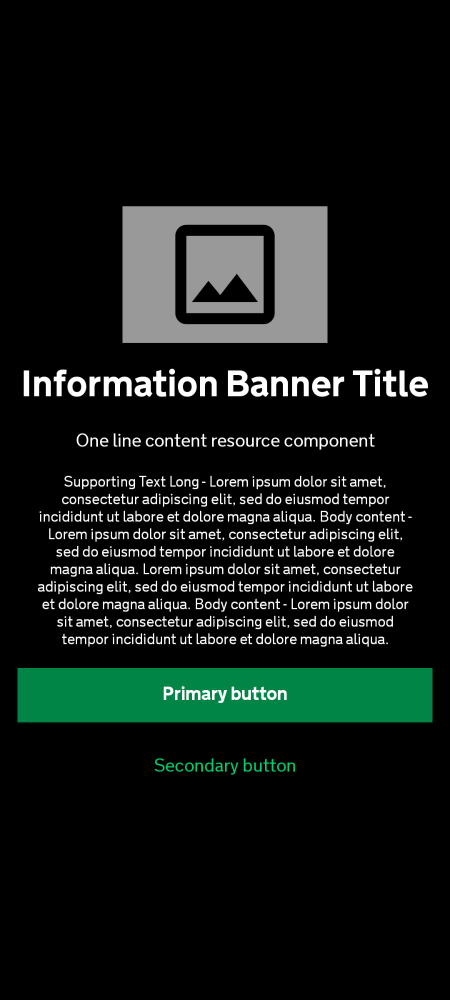 Information Banner Title
One line content resource component
Supporting Text Long - Lorem ipsum dolor sit amet,
consectetur adipiscing elit, sed do eiusmod tempor
incididunt ut labore et dolore magna aliqua. Body content -
Lorem ipsum dolor sit amet, consectetur adipiscing elit,
sed do eiusmod tempor incididunt ut labore et dolore
magna aliqua. Lorem ipsum dolor sit amet, consectetur
adipiscing elit, sed do eiusmod tempor incididunt ut labore
et dolore magna aliqua. Body content - Lorem ipsum dolor
sit amet, consectetur adipiscing elit, sed do eiusmod
tempor incididunt ut labore et dolore magna aliqua.
Primary button
Secondary button